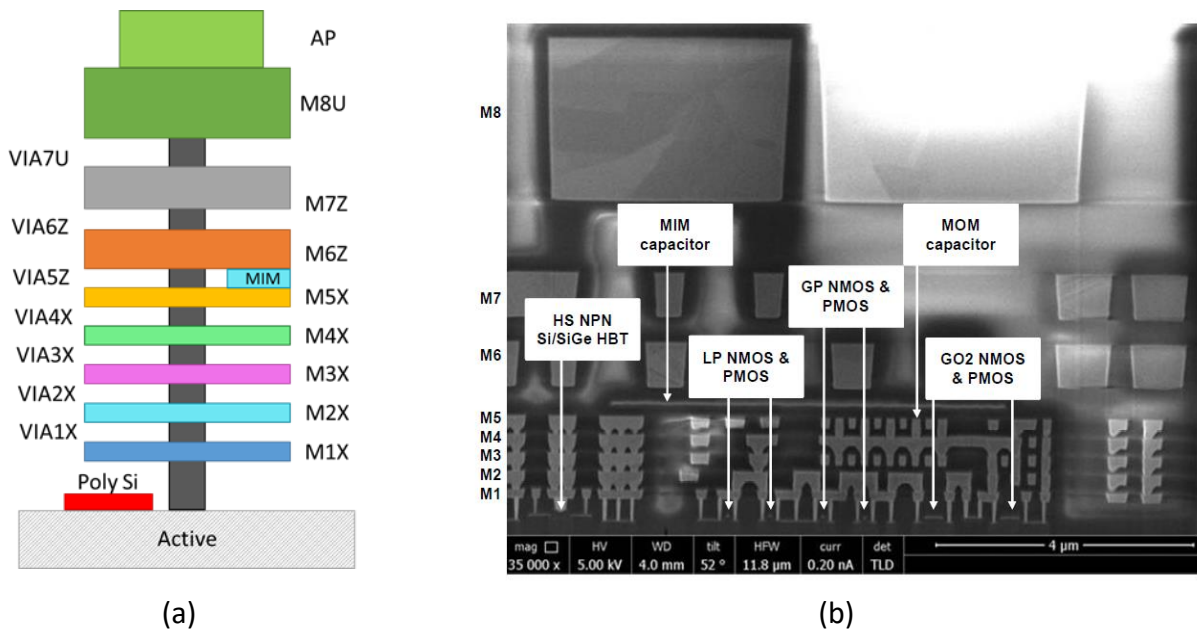 AP
M8U
VIA7U
M7Z
VIA6Z
M6Z
VIA5Z
MIM
M5X
VIA4X
M4X
VIA3X
M3X
VIA2X
M2X
VIA1X
M1X
Poly Si
Active
(a)
M8
MIM
capacitor
MOM
capacitor
M7
GP NMOS &
PMOS
HS NPN
Si/SiGe HBT
M6
LP NMOS &
PMOS
GO2 NMOS
& PMOS
M5
M4
M3
M2
M1
mag HV WD tilt HFW curr det
35 000 x 5.00 kV 4.0 mm 52 ° 11.8 µm 0.20 nA TLD
4 µm
(b)